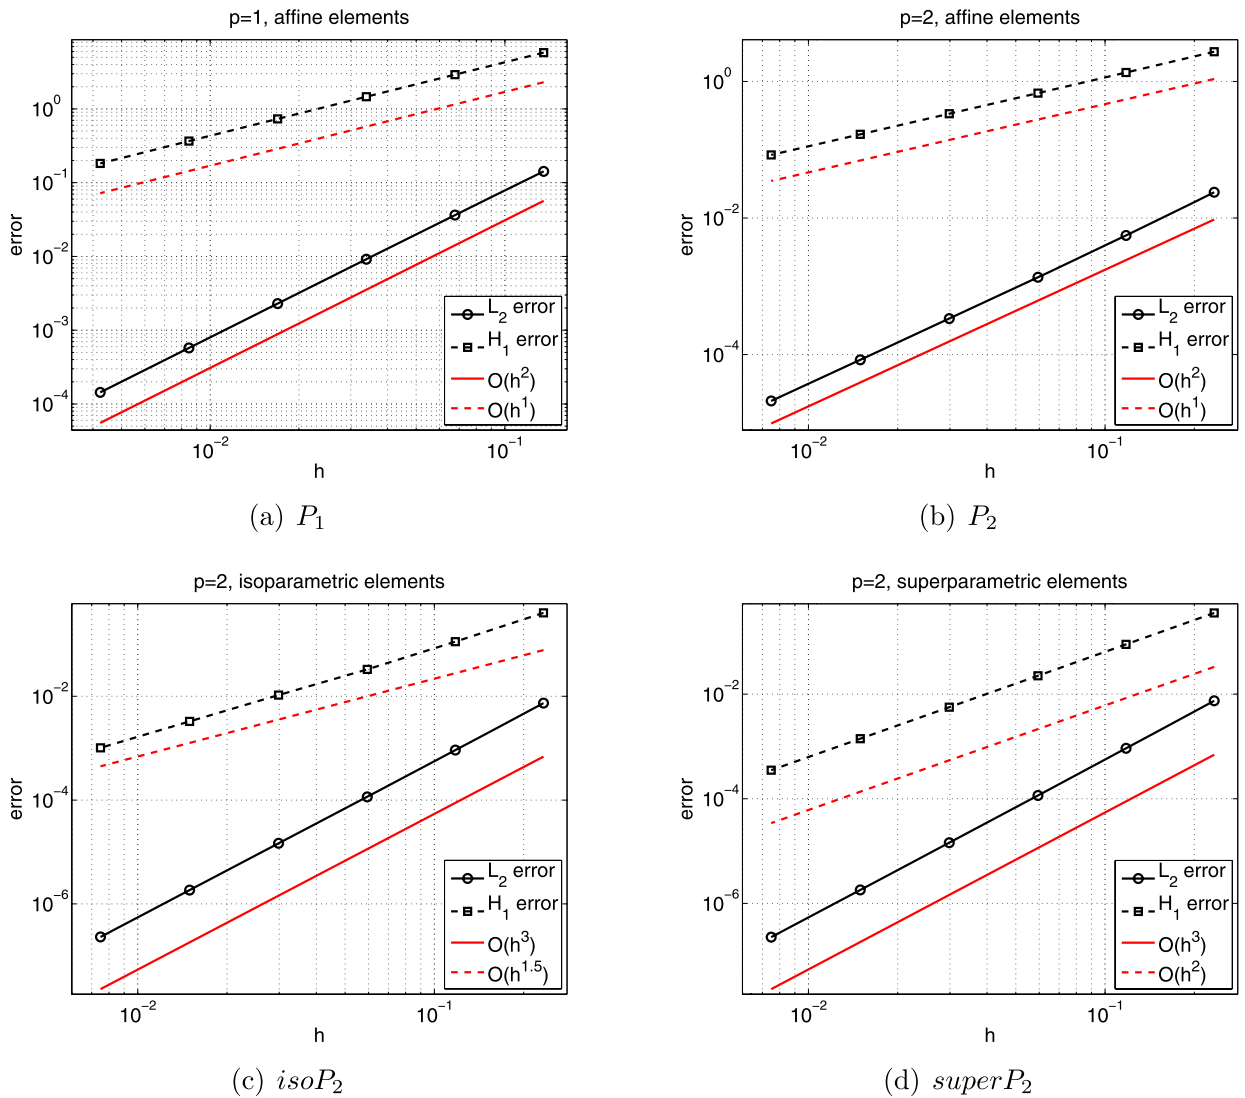 p=1, affine elements
error
10^0
10^-1
10^-2
10^-3
10^-4
10^-2
10^-1
h
L_2 error
H_1 error
O(h^2)
O(h^1)
(a) P_1
p=2, affine elements
error
10^0
10^-2
10^-4
10^-2
10^-1
h
L_2 error
H_1 error
O(h^2)
O(h^1)
(b) P_2
p=2, isoparametric elements
error
10^-2
10^-4
10^-6
10^-2
10^-1
h
L_2 error
H_1 error
O(h^3)
O(h^1.5)
(c) isoP_2
p=2, superparametric elements
error
10^-2
10^-4
10^-6
10^-2
10^-1
h
L_2 error
H_1 error
O(h^3)
O(h^2)
(d) superP_2